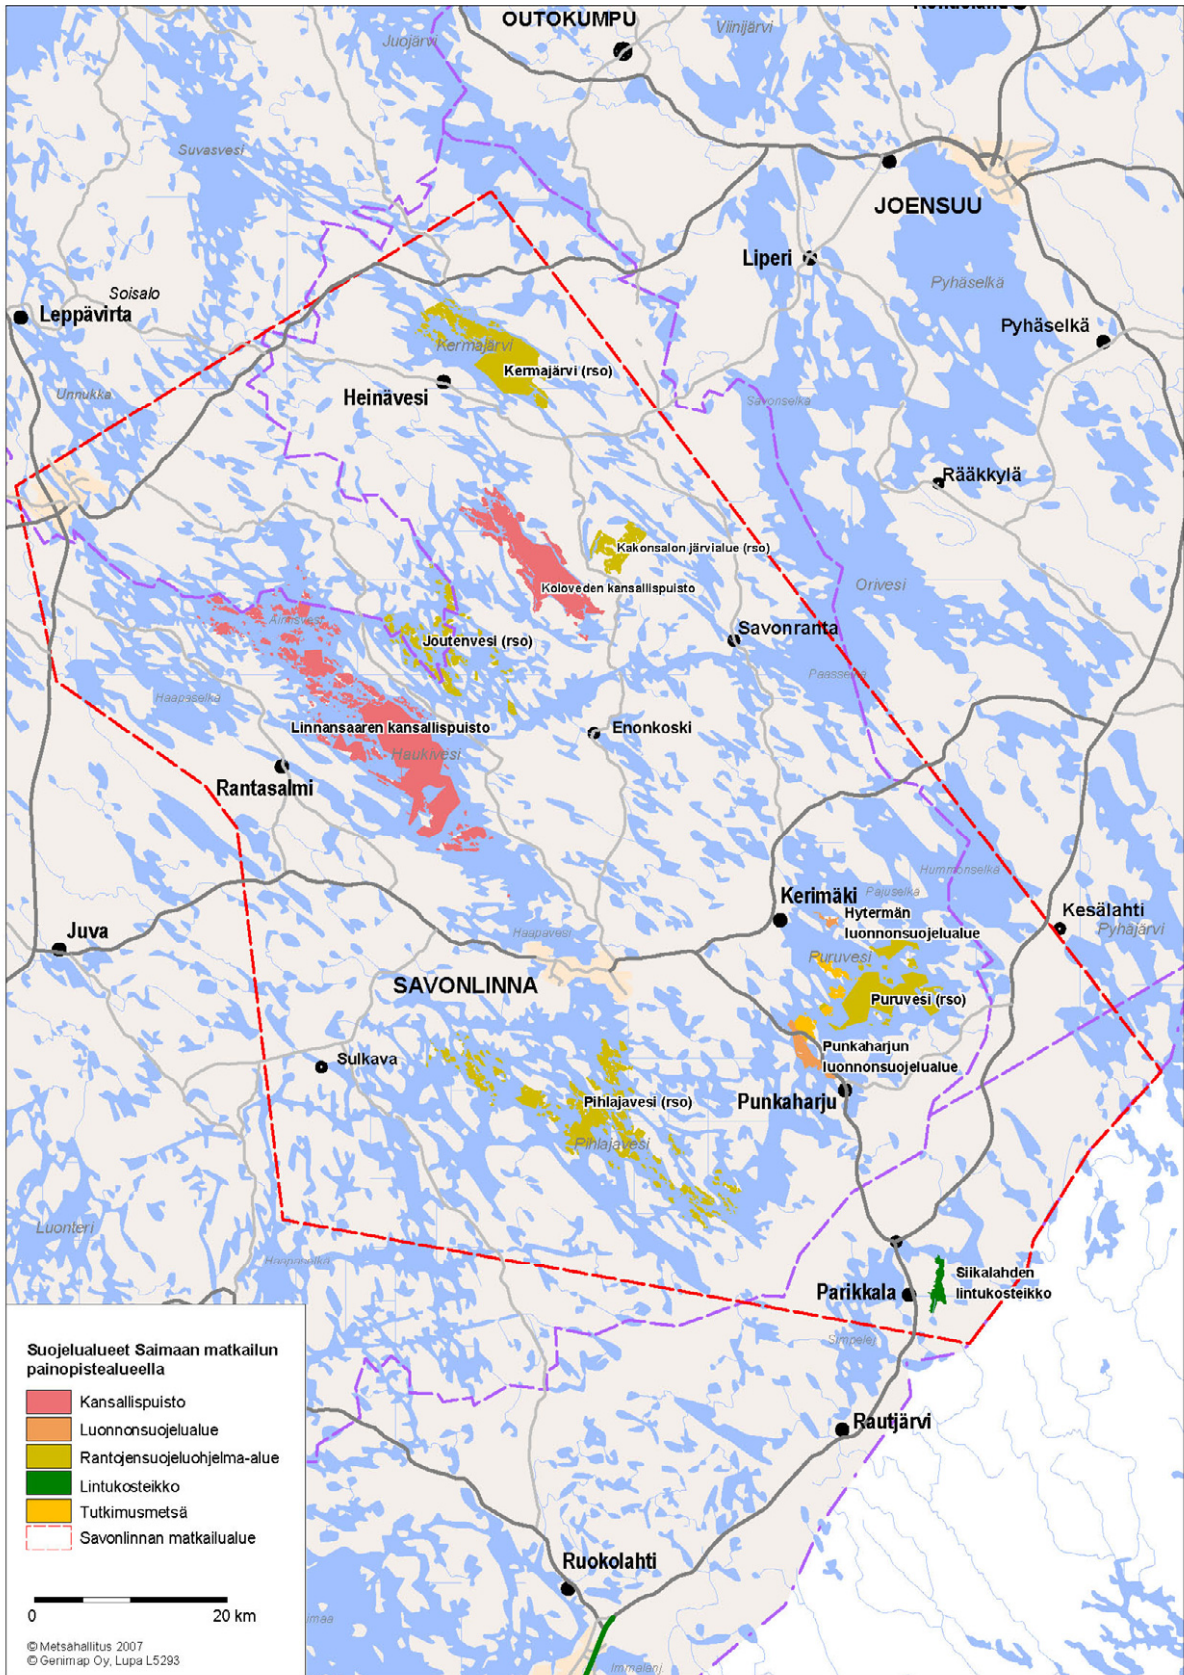 OUTOKUMPU
Viinijärvi
Juojärvi
Suvasvesi
JOENSUU
Liperi
Soisalo
Leppävirta
Pyhäselkä
Pyhäselkä
Kermajärvi
Kermajärvi (rso)
Heinävesi
Unnukka
Savonselkä
Rääkkylä
Kakonsalon järvialue (rso)
Koloveden kansallispuisto
Orivesi
Joutenvesi (rso)
Savonranta
Paasselkä
Haapaselkä
Linnansaaren kansallispuisto
Enonkoski
Haukivesi
Rantasalmi
Hummonselkä
Pajuselkä
Kerimäki
Hytermän
luonnonsuojelualue
Kesälahti
Pyhäjärvi
Juva
Haapavesi
Puruvesi
SAVONLINNA
Puruvesi (rso)
Sulkava
Punkaharjun
luonnonsuojelualue
Punkaharju
Pihlajavesi (rso)
Pihlajavesi
Luonteri
Siikalahden
lintukosteikko
Parikkala
Simpelej
Rautjärvi
Ruokolahti
Immalanj.
Suojelualueet Saimaan matkailun
painopistealueella
Kansallispuisto
Luonnonsuojelualue
Rantojensuojeluohjelma-alue
Lintukosteikko
Tutkimusmetsä
Savonlinnan matkailualue
0 20 km
© Metsähallitus 2007
© Genimap Oy, Lupa L5293